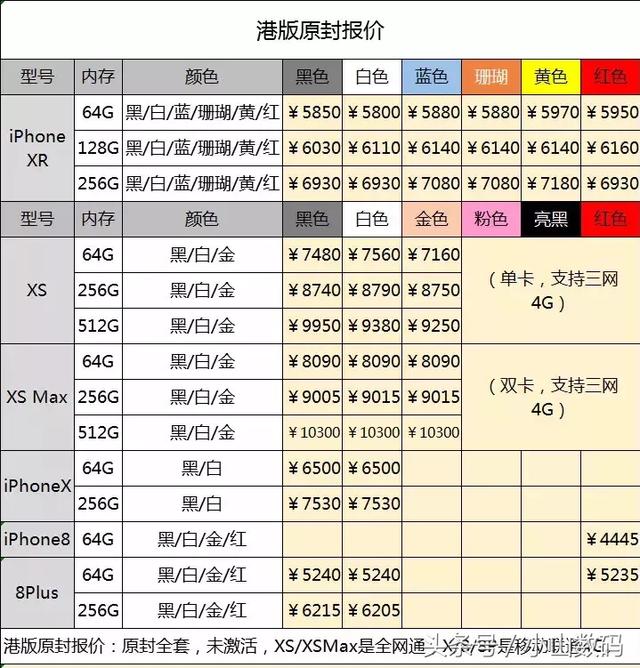 港版原封报价
型号 内存 颜色 黑色 白色 蓝色 珊瑚 黄色 红色
iPhone XR
64G 黑/白/蓝/珊瑚/黄/红 ¥5850 ¥5800 ¥5880 ¥5880 ¥5970 ¥5950
128G 黑/白/蓝/珊瑚/黄/红 ¥6030 ¥6110 ¥6140 ¥6140 ¥6140 ¥6160
256G 黑/白/蓝/珊瑚/黄/红 ¥6930 ¥6930 ¥7080 ¥7080 ¥7180 ¥6930
型号 内存 颜色 黑色 白色 金色 粉色 亮黑 红色
XS
64G 黑/白/金 ¥7480 ¥7560 ¥7160
256G 黑/白/金 ¥8740 ¥8790 ¥8750
512G 黑/白/金 ¥9950 ¥9380 ¥9250
（单卡，支持三网
4G）
XS Max
64G 黑/白/金 ¥8090 ¥8090 ¥8090
256G 黑/白/金 ¥9005 ¥9015 ¥9015
512G 黑/白/金 ¥10300 ¥10300 ¥10300
（双卡，支持三网
4G）
iPhoneX
64G 黑/白 ¥6500 ¥6500
256G 黑/白 ¥7530 ¥7530
iPhone8 64G 黑/白/金/红 ¥4445
8Plus
64G 黑/白/金/红 ¥5240 ¥5240 ¥5235
256G 黑/白/金/红 ¥6215 ¥6205
港版原封报价：原封全套，未激活，XS/XSMax是全网通，X/8/8P是移动联通4G
头条号/小山数码